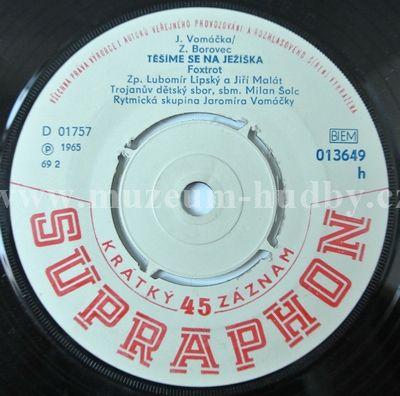 VŠECHNA PRÁVA VÝROBCE I AUTORŮ VEŘEJNÉHO PROVOZOVÁNÍ A ROZHLASOVÉHO ŠÍŘENÍ VYHRAZENA
J. Vomáčka/
Z. Borovec
TĚŠÍME SE NA JEŽIŠKA
Foxtrot
Zp. Lubomír Lipský a Jiří Malát
Trojanův dětský sbor, sbm. Milan Šolc
Rytmická skupina Jaromíra Vomáčky
D 01757
Ⓟ 1965
69 2
BIEM
013649
h
www.muzeum-hudby.cz
KRÁTKÝ 45 ZÁZNAM
SUPRAPHON